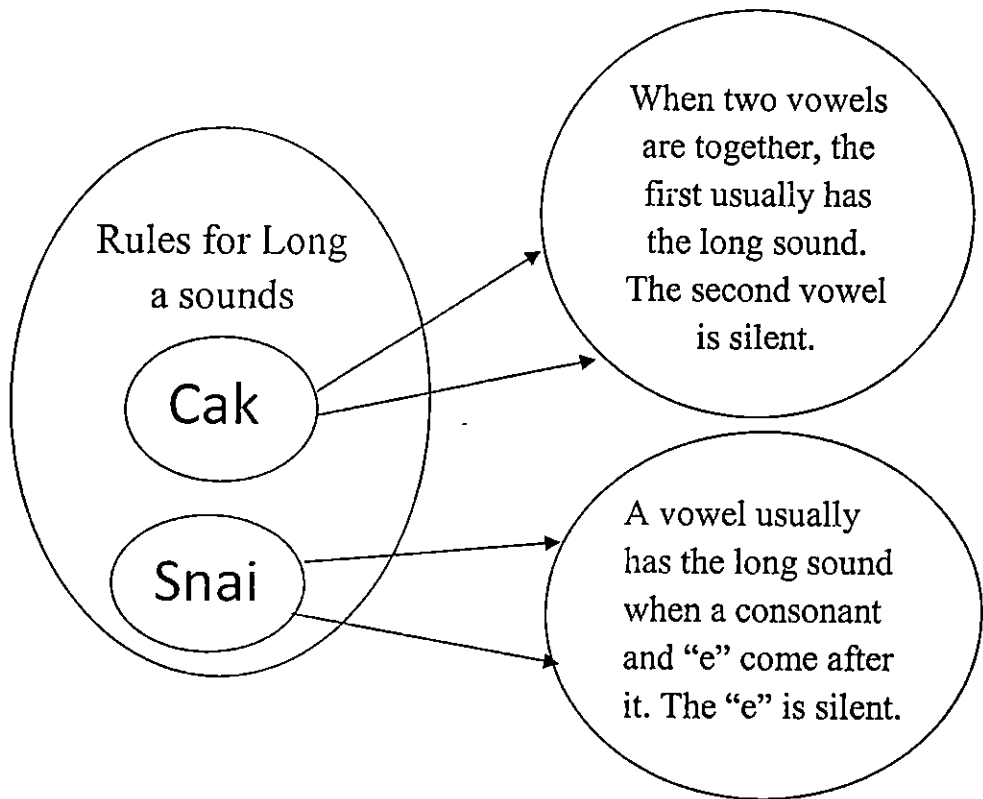 Rules for Long
a sounds
Cak
Snai
When two vowels
are together, the
first usually has
the long sound.
The second vowel
is silent.
A vowel usually
has the long sound
when a consonant
and “e” come after
it. The “e” is silent.